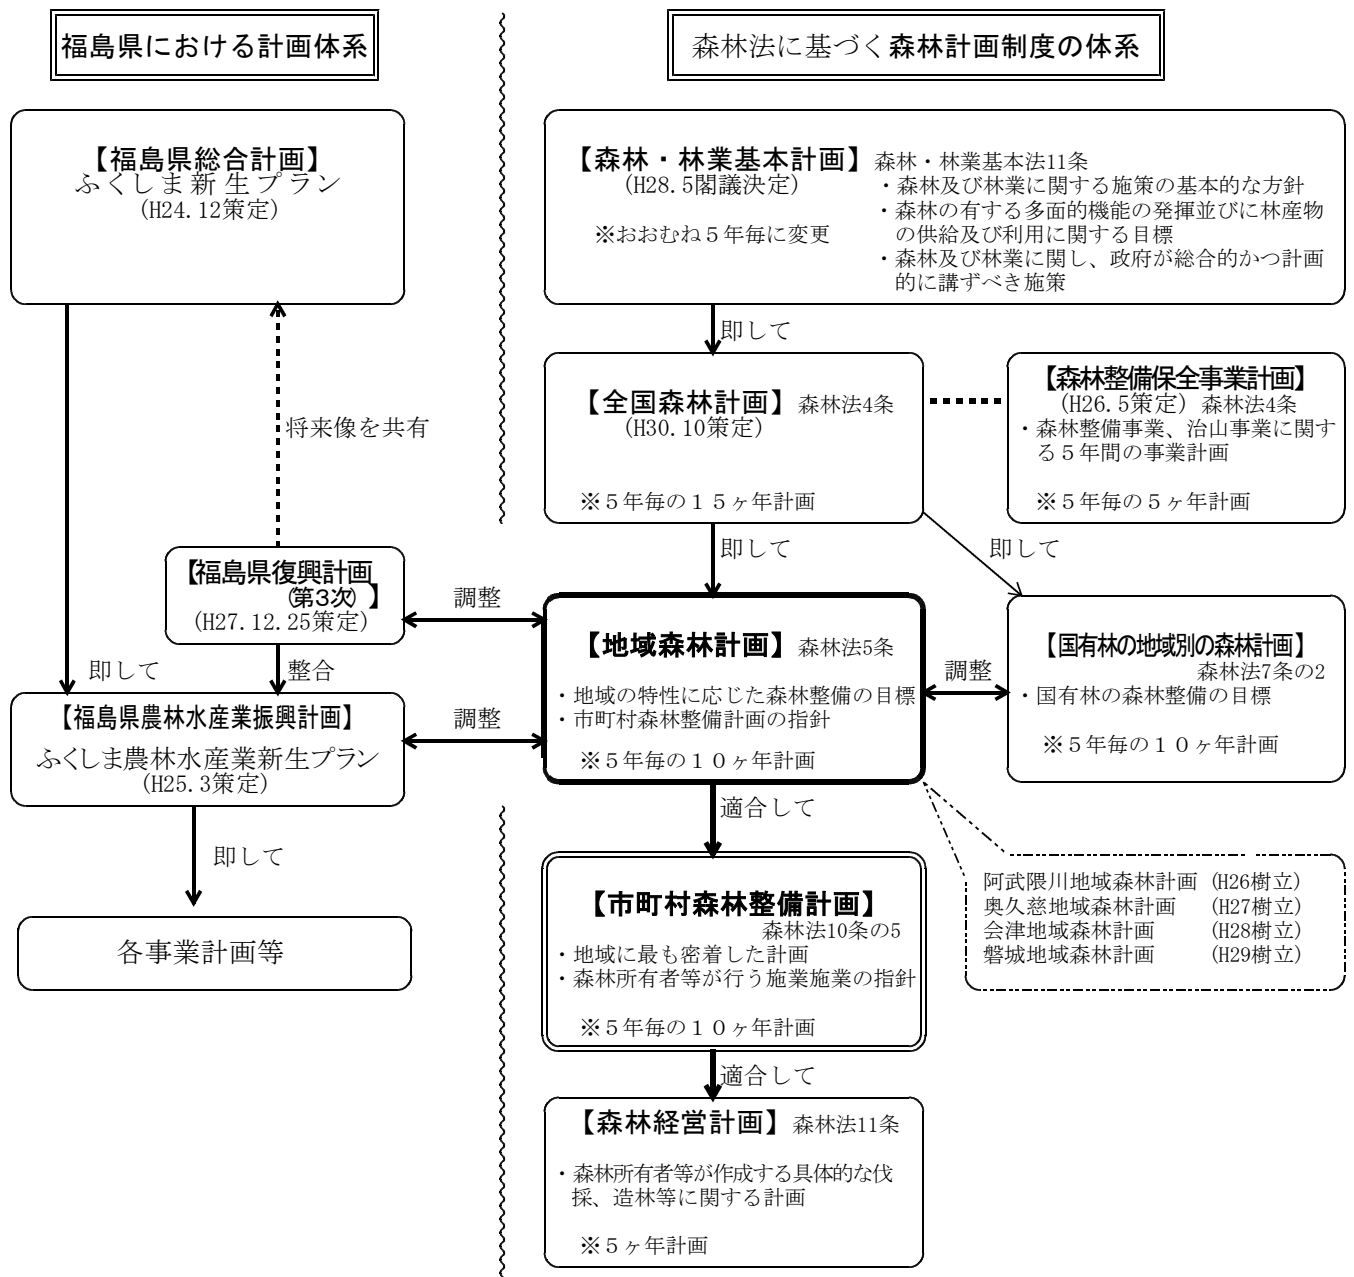 福島県における計画体系
森林法に基づく森林計画制度の体系
【福島県総合計画】
ふくしま新生プラン
(H24.12策定)
【森林・林業基本計画】森林・林業基本法11条
(H28.5閣議決定)
※おおむね５年毎に変更
・森林及び林業に関する施策の基本的な方針
・森林の有する多面的機能の発揮並びに林産物
の供給及び利用に関する目標
・森林及び林業に関し、政府が総合的かつ計画
的に講ずべき施策
即して
【全国森林計画】森林法4条
(H30.10策定)
※５年毎の１５ヶ年計画
【森林整備保全事業計画】
(H26.5策定) 森林法4条
・森林整備事業、治山事業に関す
る５年間の事業計画
※５年毎の５ヶ年計画
将来像を共有
即して
即して
【福島県復興計画
(第３次)】
(H27.12.25策定)
調整
即して
整合
【地域森林計画】森林法5条
・地域の特性に応じた森林整備の目標
・市町村森林整備計画の指針
※５年毎の１０ヶ年計画
調整
【国有林の地域別の森林計画】
森林法7条の2
・国有林の森林整備の目標
※５年毎の１０ヶ年計画
【福島県農林水産業振興計画】
ふくしま農林水産業新生プラン
(H25.3策定)
調整
適合して
即して
各事業計画等
【市町村森林整備計画】
森林法10条の5
・地域に最も密着した計画
・森林所有者等が行う施業施業の指針
※５年毎の１０ヶ年計画
阿武隈川地域森林計画 (H26樹立)
奥久慈地域森林計画 (H27樹立)
会津地域森林計画 (H28樹立)
磐城地域森林計画 (H29樹立)
適合して
【森林経営計画】森林法11条
・森林所有者等が作成する具体的な伐
採、造林等に関する計画
※５ヶ年計画